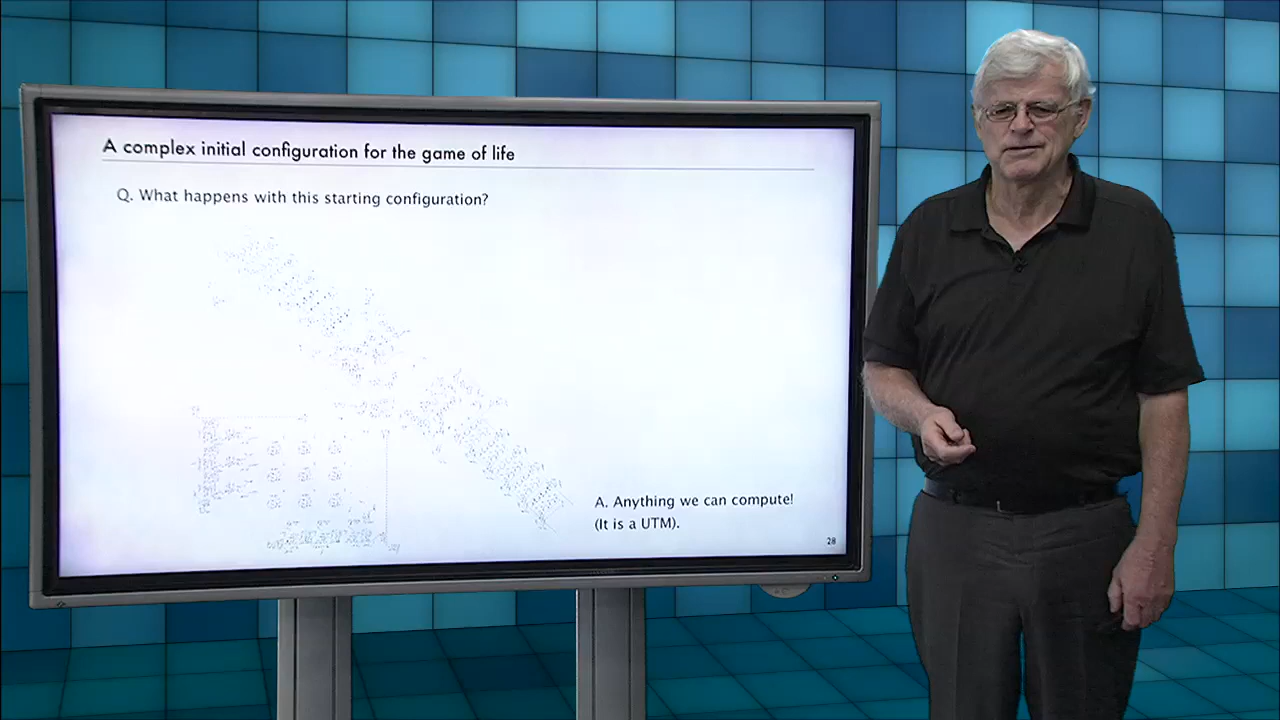 A complex initial configuration for the game of life
Q. What happens with this starting configuration?
A. Anything we can compute!
(It is a UTM).
28